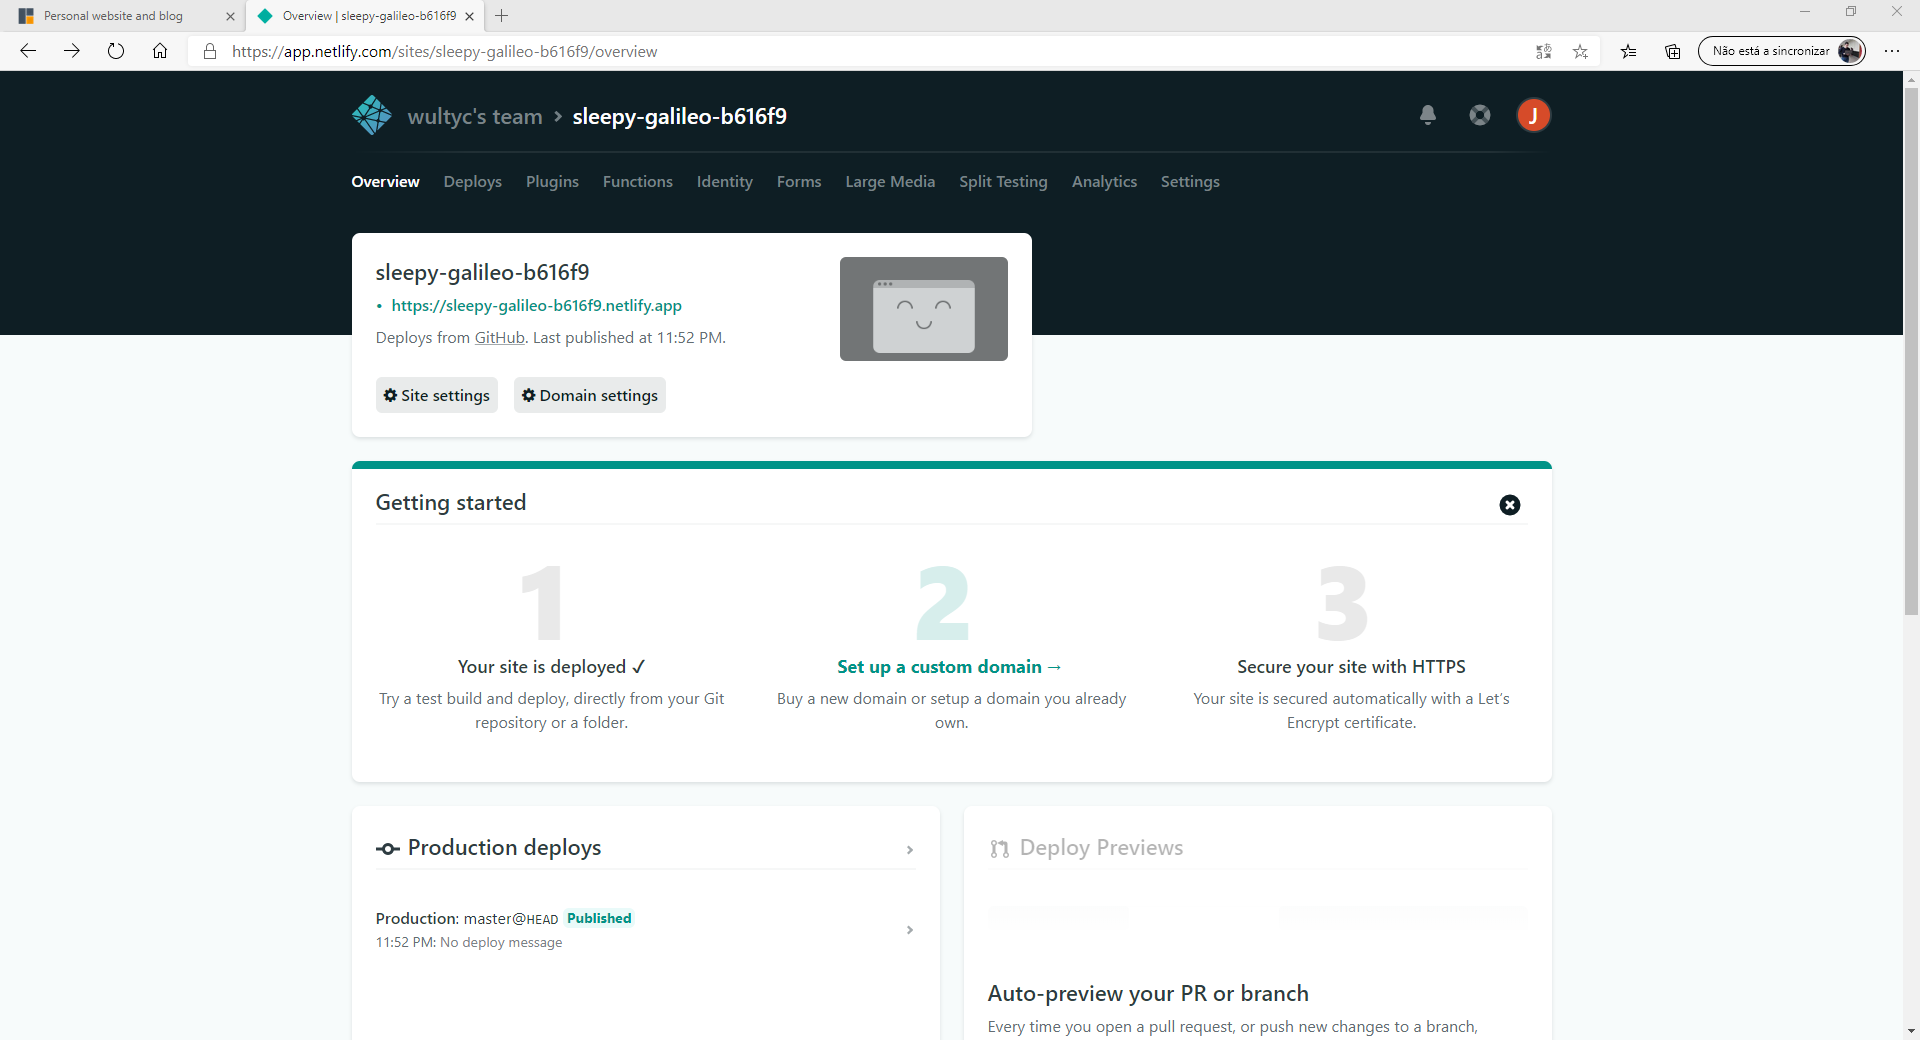 Personal website and blog
Overview | sleepy-galileo-b616f9
https://app.netlify.com/sites/sleepy-galileo-b616f9/overview
Não está a sincronizar
wultyc's team > sleepy-galileo-b616f9
J
Overview Deploys Plugins Functions Identity Forms Large Media Split Testing Analytics Settings
sleepy-galileo-b616f9
• https://sleepy-galileo-b616f9.netlify.app
Deploys from GitHub. Last published at 11:52 PM.
Site settings Domain settings
Getting started
1
Your site is deployed ✓
Try a test build and deploy, directly from your Git
repository or a folder.
2
Set up a custom domain →
Buy a new domain or setup a domain you already
own.
3
Secure your site with HTTPS
Your site is secured automatically with a Let’s
Encrypt certificate.
Production deploys
Production: master@HEAD Published
11:52 PM: No deploy message
Deploy Previews
Auto-preview your PR or branch
Every time you open a pull request, or push new changes to a branch,